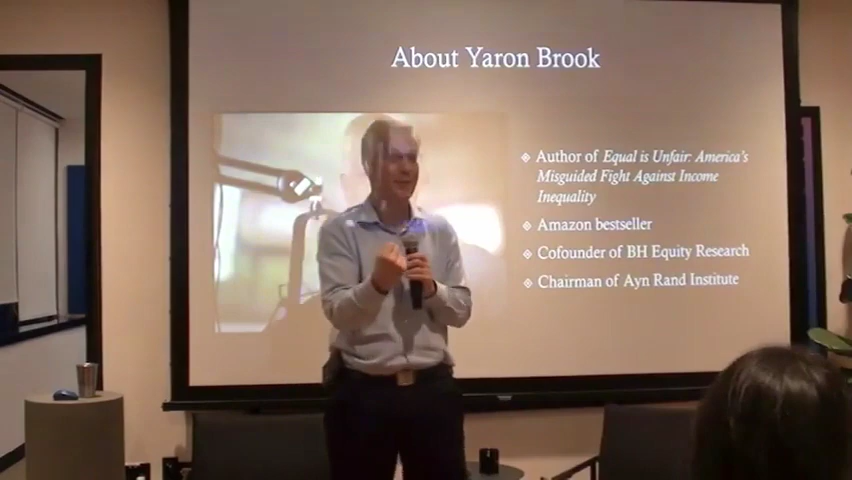 About Yaron Brook
Author of Equal is Unfair: America's
Misguided Fight Against Income
Inequality
Amazon bestseller
Cofounder of BH Equity Research
Chairman of Ayn Rand Institute